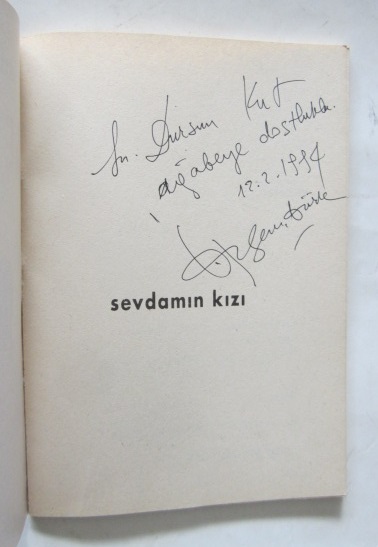 Sn. Dursun Kut
ağabeye dostlukla.
12.2.1994
sevdamın kızı